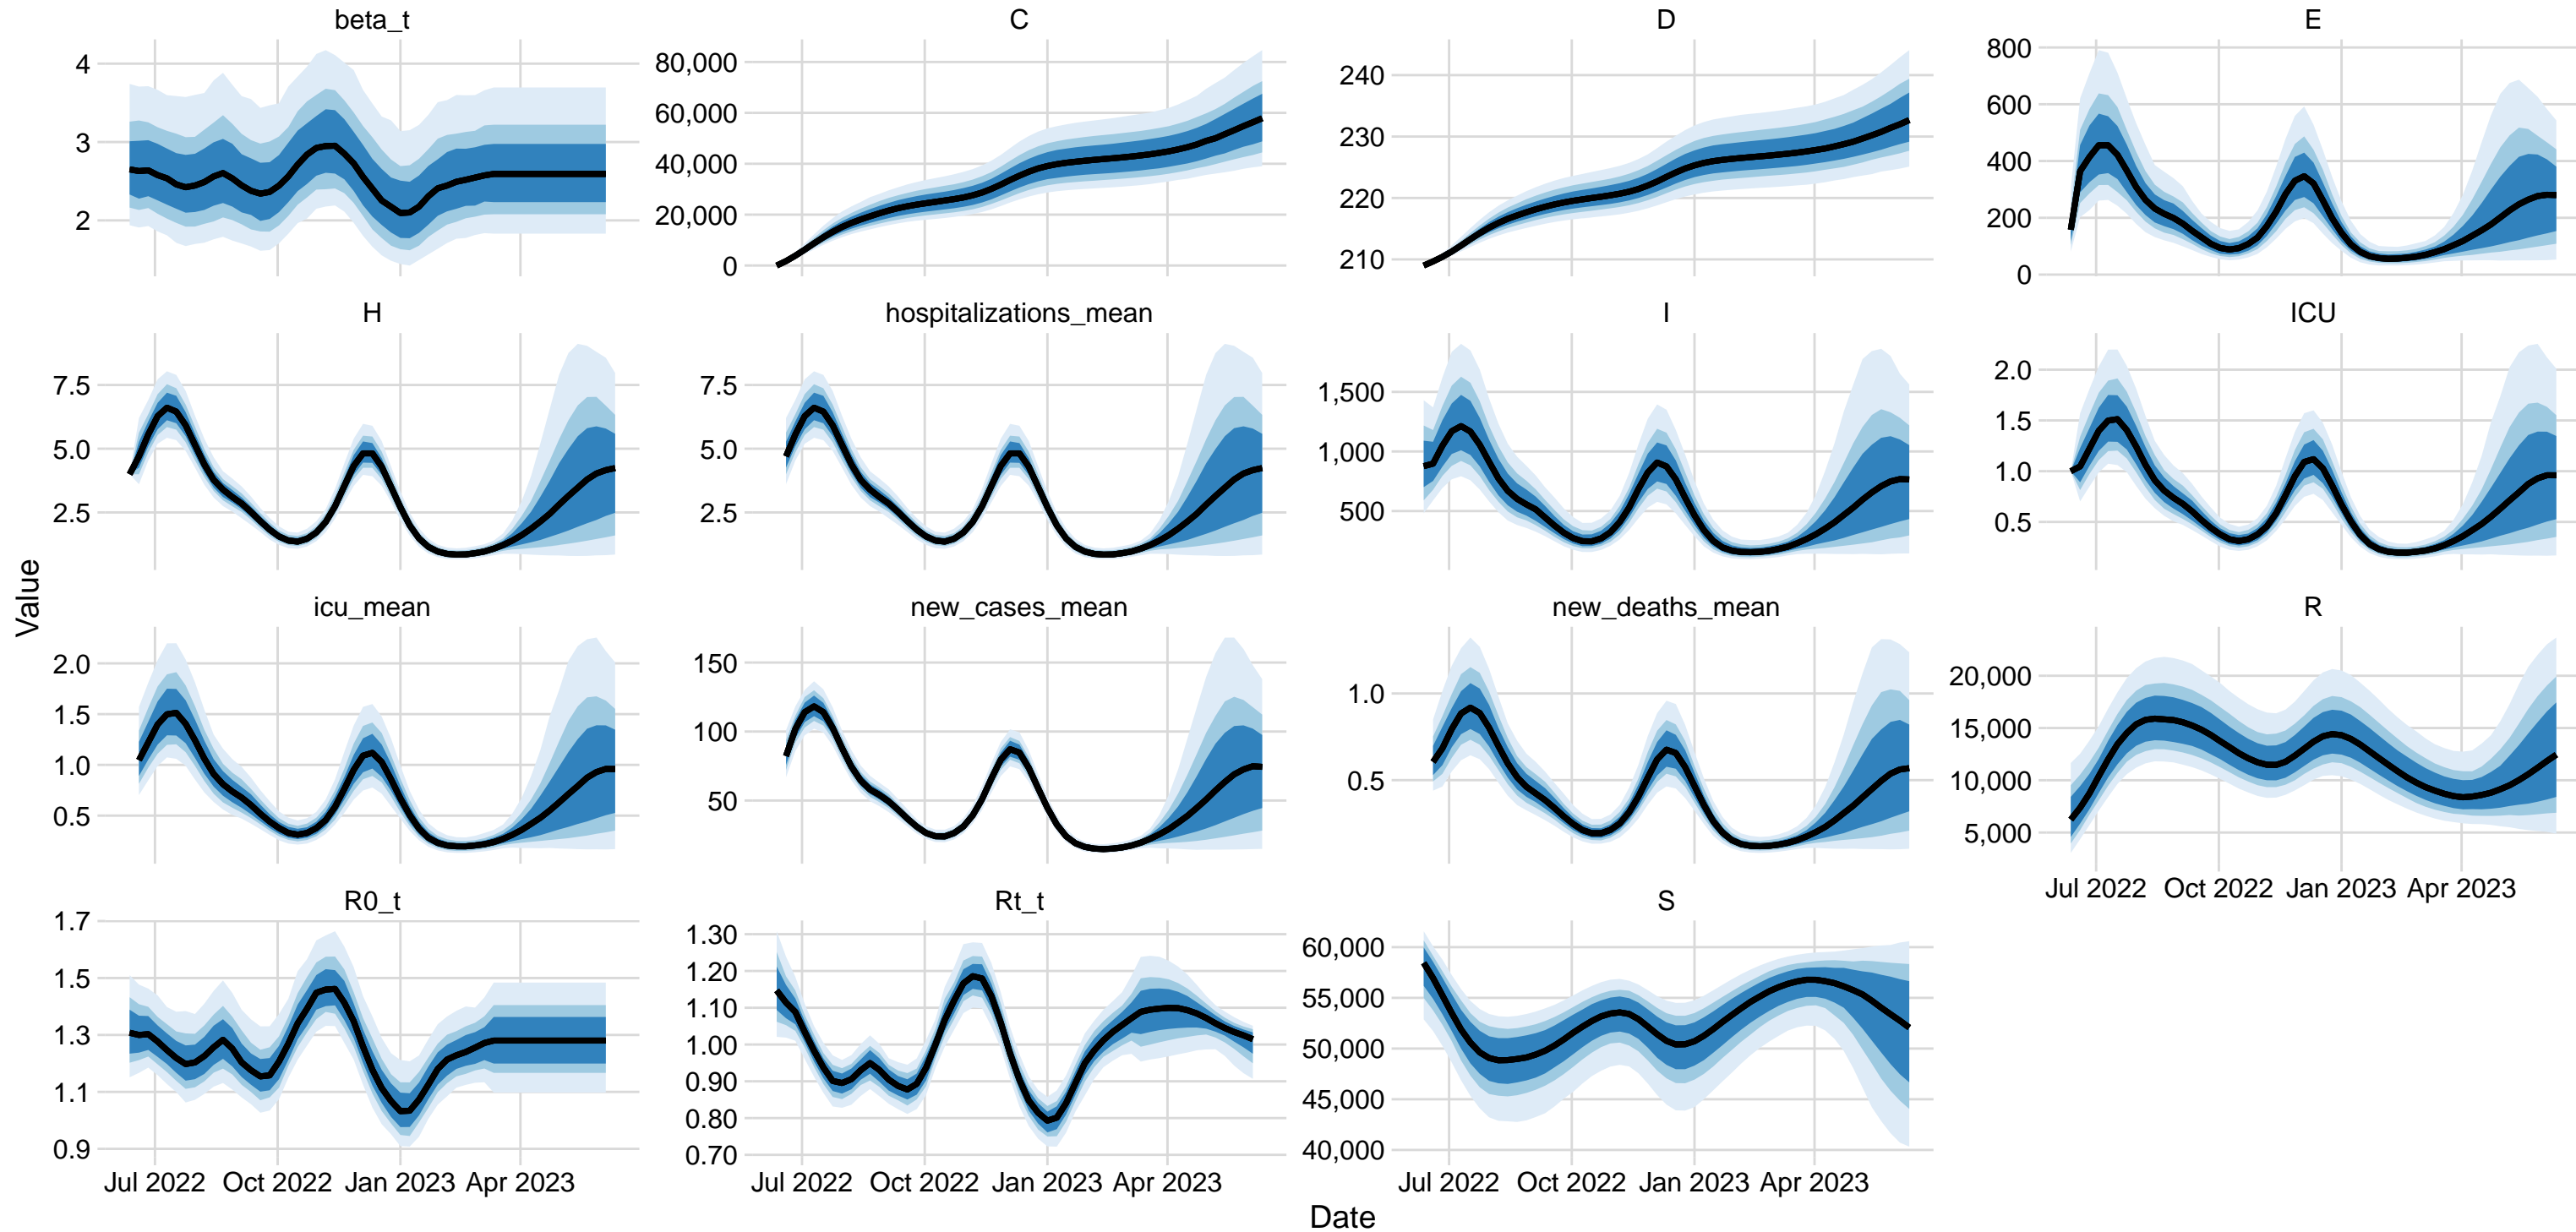 beta_t
C
D
E
4
3
2
80,000
60,000
40,000
20,000
0
240
230
220
210
800
600
400
200
0
H
hospitalizations_mean
I
ICU
7.5
5.0
2.5
7.5
5.0
2.5
1,500
1,000
500
2.0
1.5
1.0
0.5
Value
icu_mean
new_cases_mean
new_deaths_mean
R
2.0
1.5
1.0
0.5
150
100
50
1.0
0.5
20,000
15,000
10,000
5,000
Jul 2022 Oct 2022 Jan 2023 Apr 2023
R0_t
Rt_t
S
1.7
1.5
1.3
1.1
0.9
1.30
1.20
1.10
1.00
0.90
0.80
0.70
60,000
55,000
50,000
45,000
40,000
Jul 2022 Oct 2022 Jan 2023 Apr 2023
Jul 2022 Oct 2022 Jan 2023 Apr 2023
Jul 2022 Oct 2022 Jan 2023 Apr 2023
Date